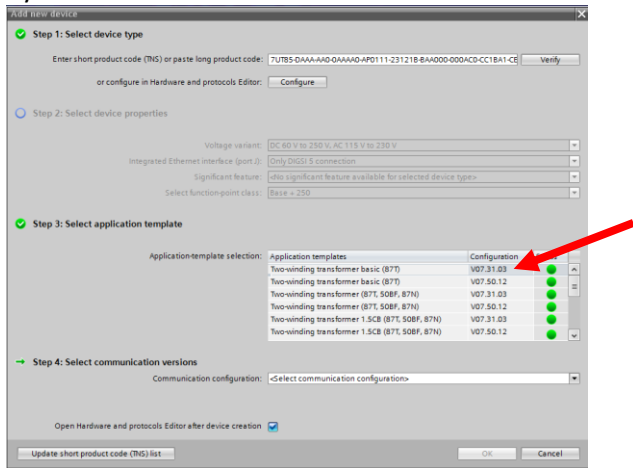 Add new device
Step 1: Select device type
Enter short product code (TNS) or paste long product code: 7UT85-DAAA-AA0-0AAAA0-AP0111-23121B-BAA000-000AC0-CC1BA1-CE Verify
or configure in Hardware and protocols Editor: Configure
Step 2: Select device properties
Voltage variant: DC 60 V to 250 V, AC 115 V to 230 V
Integrated Ethernet interface (port J): Only DIGSI 5 connection
Significant feature: <No significant feature available for selected device type>
Select function-point class: Base + 250
Step 3: Select application template
Application-template selection: Application templates Configuration
Two-winding transformer basic (87T) V07.31.03
Two-winding transformer basic (87T) V07.50.12
Two-winding transformer (87T, 50BF, 87N) V07.31.03
Two-winding transformer (87T, 50BF, 87N) V07.50.12
Two-winding transformer 1.5CB (87T, 50BF, 87N) V07.31.03
Two-winding transformer 1.5CB (87T, 50BF, 87N) V07.50.12
Step 4: Select communication versions
Communication configuration: <Select communication configuration>
Open Hardware and protocols Editor after device creation
Update short product code (TNS) list OK Cancel